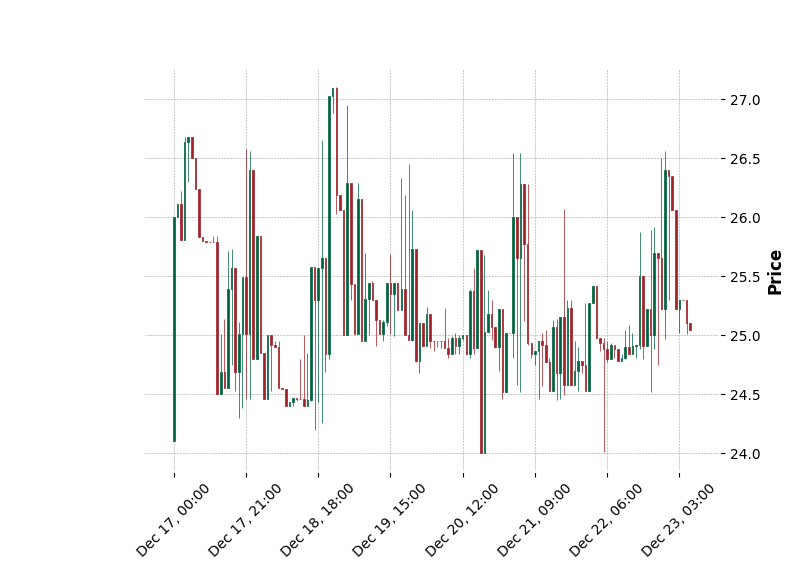 27.0
26.5
26.0
25.5
25.0
24.5
24.0
Price
Dec 17, 00:00
Dec 17, 21:00
Dec 18, 18:00
Dec 19, 15:00
Dec 20, 12:00
Dec 21, 09:00
Dec 22, 06:00
Dec 23, 03:00